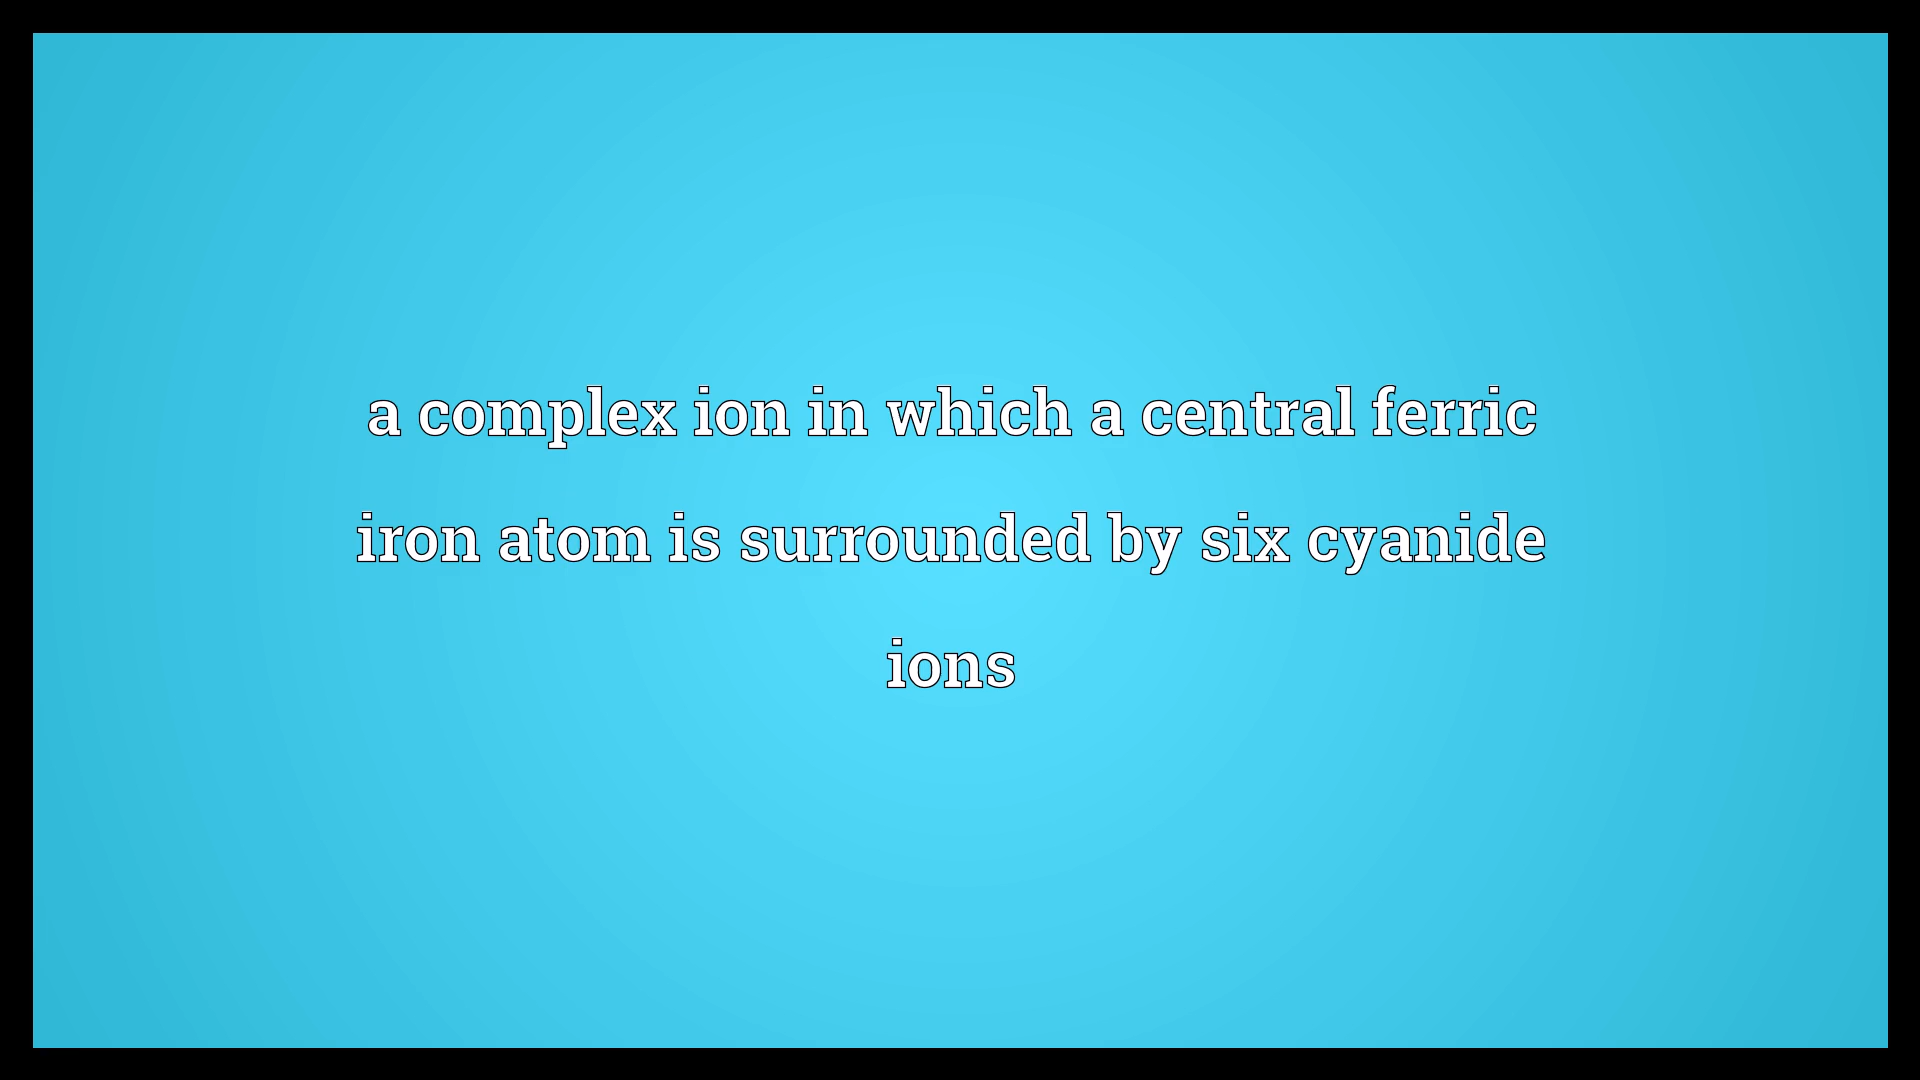 a complex ion in which a central ferric
iron atom is surrounded by six cyanide
ions